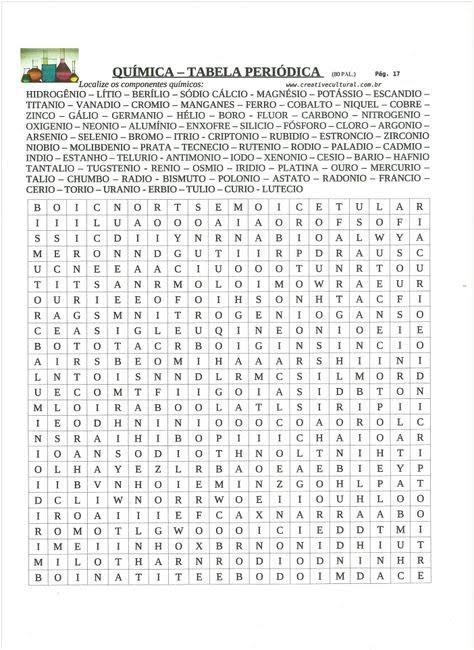 QUÍMICA – TABELA PERIÓDICA (80 PAL.) Pág. 17
Localize os componentes químicos: www.creativecultural.com.br
HIDROGÊNIO – LÍTIO – BERILIO – SÓDIO CÁLCIO - MAGNÉSIO – POTÁSSIO – ESCANDIO –
TITANIO – VANADIO – CROMIO – MANGANES – FERRO – COBALTO – NIQUEL – COBRE –
ZINCO – GÁLIO – GERMANIO – HÉLIO – BORO - FLUOR – CARBONO – NITROGENIO –
OXIGENIO – NEONIO – ALUMÍNIO – ENXOFRE – SILICIO – FÓSFORO – CLORO – ARGONIO –
ARSENIO – SELENIO – BROMO – ITRIO – CRIPTONIO – RUBIDIO – ESTRONCIO – ZIRCONIO
NIOBIO – MOLIBDENIO – PRATA – TECNECIO – RUTENIO – RODIO – PALADIO – CADMIO –
INDIO – ESTANHO – TELURIO - ANTIMONIO – IODO – XENONIO – CESIO – BARIO – HAFNIO
TANTALIO – TUGSTENIO - RENIO – OSMIO – IRIDIO – PLATINA – OURO – MERCURIO –
TALIO – CHUMBO – RADIO - BISMUTO – POLONIO – ASTATO – RADONIO – FRANCIO –
CERIO – TORIO – URANIO - ERBIO – TULIO – CURIO - LUTECIO
B O I C N O R T S E M O I C E T U L A R
I I I L U A O O O A I A O R O F S O F I
S S I C D I I Y N R N A B I O A L W Y A
M E R O N N D G U T I I R P D R A U S C
U C N E E A A C I U O O O T U N R T O U
T I T S A N R M O L O I M O W R A E U R
O U R I E E O F O I H S O N H T A C F I
R A G S M N I T R O G E N I O G A N S O
C E A S I G L E U Q I N E O N I O E I E
B O T O T A C R B O I G I N S I N C I O
A I R S B E O M I H A A A R S H I I N I
L N T O I S N N D L R M C S I L M O R D
U E C O M T F I I G O I A S I D B T O N
M L O I R A B O O L A T L S I R I P I I
I E O D H N I N I O O O C O A O R O L C
N S R A I H I B O P I I I C H A I O A R
I O A N S O D I O T H N O L T N I H T I
O L H A Y E Z L R B A O E A E B I E Y P
I I B V N H O I E M I N Z G O H L P A T
D C L I W N O R R W O E I I O U H L O O
I R O A I I I E F C A X N A R R A A B O
R O M O T L G W O O O I C I E D D T M I
I M E I I N H O X B R N O N I D H I U T
M I L O T H A R N R O D I O D N I N H R
B O I N A T I T E E B O D O I M D A C E